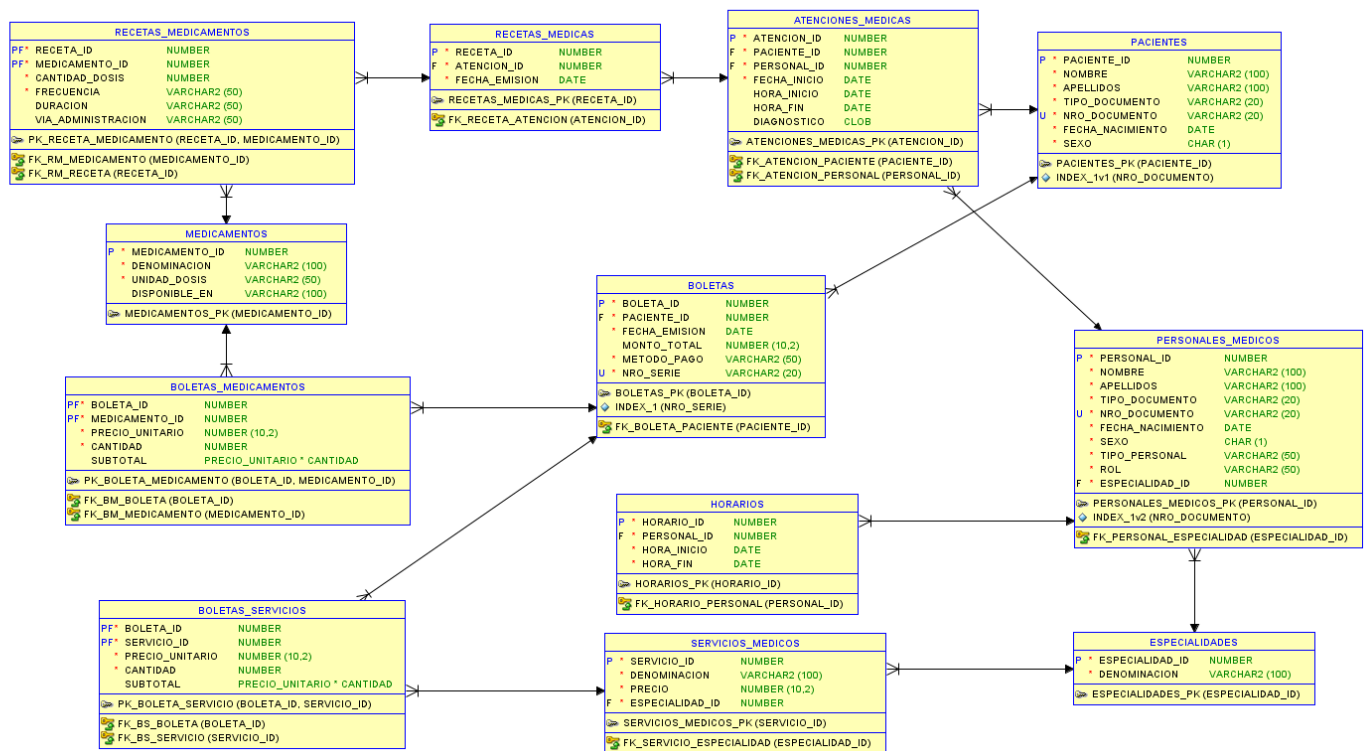 RECETAS_MEDICAMENTOS
PF* RECETA_ID NUMBER
PF* MEDICAMENTO_ID NUMBER
* CANTIDAD_DOSIS NUMBER
* FRECUENCIA VARCHAR2 (50)
DURACION VARCHAR2 (50)
VIA_ADMINISTRACION VARCHAR2 (50)
PK_RECETA_MEDICAMENTO (RECETA_ID, MEDICAMENTO_ID)
FK_RM_MEDICAMENTO (MEDICAMENTO_ID)
FK_RM_RECETA (RECETA_ID)
RECETAS_MEDICAS
P * RECETA_ID NUMBER
F * ATENCION_ID NUMBER
* FECHA_EMISION DATE
RECETAS_MEDICAS_PK (RECETA_ID)
FK_RECETA_ATENCION (ATENCION_ID)
ATENCIONES_MEDICAS
P * ATENCION_ID NUMBER
F * PACIENTE_ID NUMBER
F * PERSONAL_ID NUMBER
* FECHA_INICIO DATE
HORA_INICIO DATE
HORA_FIN DATE
DIAGNOSTICO CLOB
ATENCIONES_MEDICAS_PK (ATENCION_ID)
FK_ATENCION_PACIENTE (PACIENTE_ID)
FK_ATENCION_PERSONAL (PERSONAL_ID)
PACIENTES
P * PACIENTE_ID NUMBER
* NOMBRE VARCHAR2 (100)
* APELLIDOS VARCHAR2 (100)
* TIPO_DOCUMENTO VARCHAR2 (20)
U * NRO_DOCUMENTO VARCHAR2 (20)
* FECHA_NACIMIENTO DATE
* SEXO CHAR (1)
PACIENTES_PK (PACIENTE_ID)
INDEX_1v1 (NRO_DOCUMENTO)
MEDICAMENTOS
P * MEDICAMENTO_ID NUMBER
* DENOMINACION VARCHAR2 (100)
* UNIDAD_DOSIS VARCHAR2 (50)
DISPONIBLE_EN VARCHAR2 (100)
MEDICAMENTOS_PK (MEDICAMENTO_ID)
BOLETAS
P * BOLETA_ID NUMBER
F * PACIENTE_ID NUMBER
* FECHA_EMISION DATE
MONTO_TOTAL NUMBER (10,2)
* METODO_PAGO VARCHAR2 (50)
U * NRO_SERIE VARCHAR2 (20)
BOLETAS_PK (BOLETA_ID)
INDEX_1 (NRO_SERIE)
FK_BOLETA_PACIENTE (PACIENTE_ID)
PERSONALES_MEDICOS
P * PERSONAL_ID NUMBER
* NOMBRE VARCHAR2 (100)
* APELLIDOS VARCHAR2 (100)
* TIPO_DOCUMENTO VARCHAR2 (20)
U * NRO_DOCUMENTO VARCHAR2 (20)
* FECHA_NACIMIENTO DATE
* SEXO CHAR (1)
* TIPO_PERSONAL VARCHAR2 (50)
* ROL VARCHAR2 (50)
F * ESPECIALIDAD_ID NUMBER
PERSONALES_MEDICOS_PK (PERSONAL_ID)
INDEX_1v2 (NRO_DOCUMENTO)
FK_PERSONAL_ESPECIALIDAD (ESPECIALIDAD_ID)
BOLETAS_MEDICAMENTOS
PF* BOLETA_ID NUMBER
PF* MEDICAMENTO_ID NUMBER
* PRECIO_UNITARIO NUMBER (10,2)
* CANTIDAD NUMBER
SUBTOTAL PRECIO_UNITARIO * CANTIDAD
PK_BOLETA_MEDICAMENTO (BOLETA_ID, MEDICAMENTO_ID)
FK_BM_BOLETA (BOLETA_ID)
FK_BM_MEDICAMENTO (MEDICAMENTO_ID)
HORARIOS
P * HORARIO_ID NUMBER
F * PERSONAL_ID NUMBER
* HORA_INICIO DATE
* HORA_FIN DATE
HORARIOS_PK (HORARIO_ID)
FK_HORARIO_PERSONAL (PERSONAL_ID)
BOLETAS_SERVICIOS
PF* BOLETA_ID NUMBER
PF* SERVICIO_ID NUMBER
* PRECIO_UNITARIO NUMBER (10,2)
* CANTIDAD NUMBER
SUBTOTAL PRECIO_UNITARIO * CANTIDAD
PK_BOLETA_SERVICIO (BOLETA_ID, SERVICIO_ID)
FK_BS_BOLETA (BOLETA_ID)
FK_BS_SERVICIO (SERVICIO_ID)
SERVICIOS_MEDICOS
P * SERVICIO_ID NUMBER
* DENOMINACION VARCHAR2 (100)
* PRECIO NUMBER (10,2)
F * ESPECIALIDAD_ID NUMBER
SERVICIOS_MEDICOS_PK (SERVICIO_ID)
FK_SERVICIO_ESPECIALIDAD (ESPECIALIDAD_ID)
ESPECIALIDADES
P * ESPECIALIDAD_ID NUMBER
* DENOMINACION VARCHAR2 (100)
ESPECIALIDADES_PK (ESPECIALIDAD_ID)